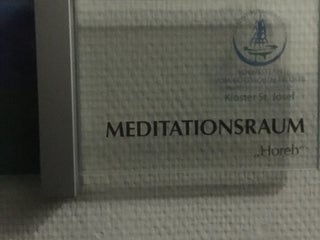 Kloster St. Josef
MEDITATIONSRAUM
„Horeb“